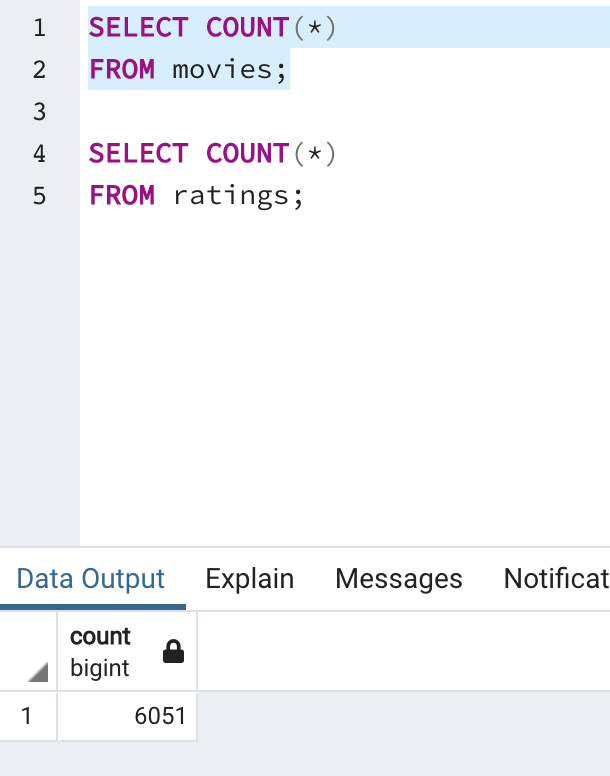 1 SELECT COUNT(*)
2 FROM movies;
3
4 SELECT COUNT(*)
5 FROM ratings;
Data Output Explain Messages Notificat
count
bigint
1 6051